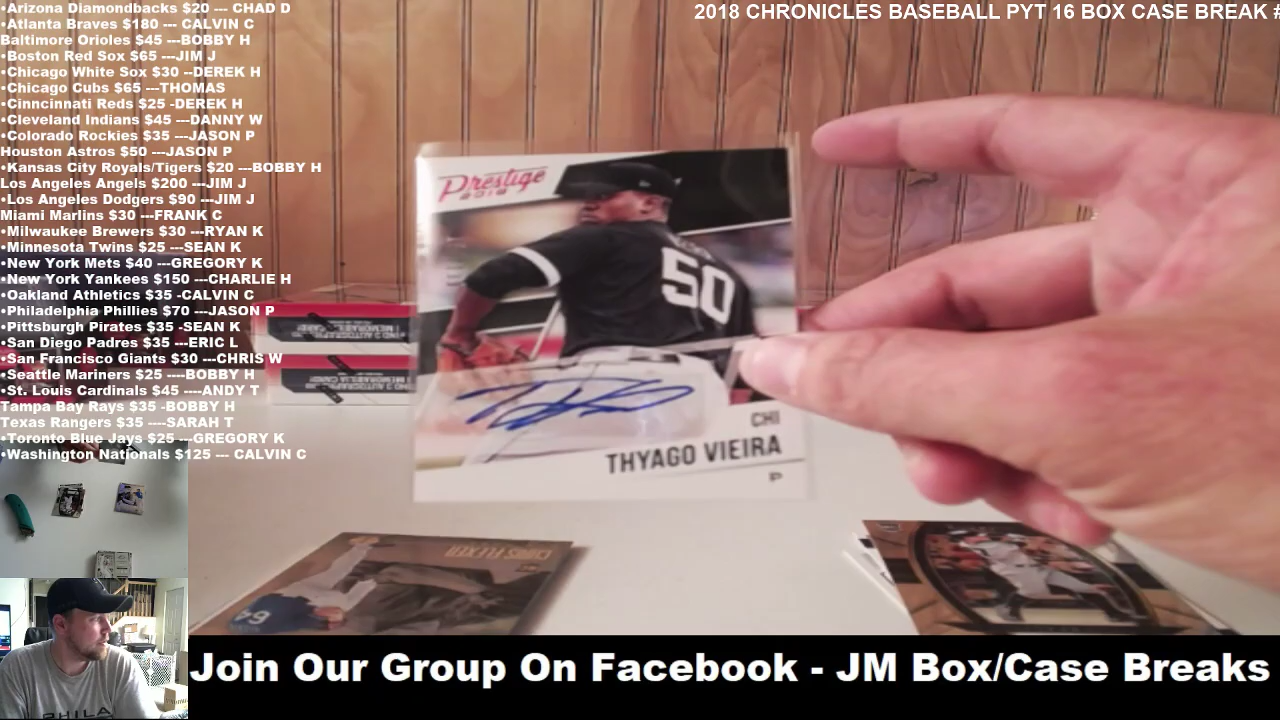 •Arizona Diamondbacks $20 --- CHAD D
•Atlanta Braves $180 --- CALVIN C
Baltimore Orioles $45 ---BOBBY H
•Boston Red Sox $65 ---JIM J
•Chicago White Sox $30 --DEREK H
•Chicago Cubs $65 ---THOMAS
•Cinncinnati Reds $25 -DEREK H
•Cleveland Indians $45 ---DANNY W
•Colorado Rockies $35 ---JASON P
Houston Astros $50 ---JASON P
•Kansas City Royals/Tigers $20 ---BOBBY H
Los Angeles Angels $200 ---JIM J
•Los Angeles Dodgers $90 ---JIM J
Miami Marlins $30 ---FRANK C
•Milwaukee Brewers $30 ---RYAN K
•Minnesota Twins $25 ---SEAN K
•New York Mets $40 ---GREGORY K
•New York Yankees $150 ---CHARLIE H
•Oakland Athletics $35 -CALVIN C
•Philadelphia Phillies $70 ---JASON P
•Pittsburgh Pirates $35 -SEAN K
•San Diego Padres $35 ---ERIC L
•San Francisco Giants $30 ---CHRIS W
•Seattle Mariners $25 ----BOBBY H
•St. Louis Cardinals $45 ----ANDY T
Tampa Bay Rays $35 -BOBBY H
Texas Rangers $35 ----SARAH T
•Toronto Blue Jays $25 ---GREGORY K
•Washington Nationals $125 --- CALVIN C
2018 CHRONICLES BASEBALL PYT 16 BOX CASE BREAK #
Prestige
2018
50
CHI
THYAGO VIEIRA
P
CHRIS FLEXEN
64
PHILA
Join Our Group On Facebook - JM Box/Case Breaks